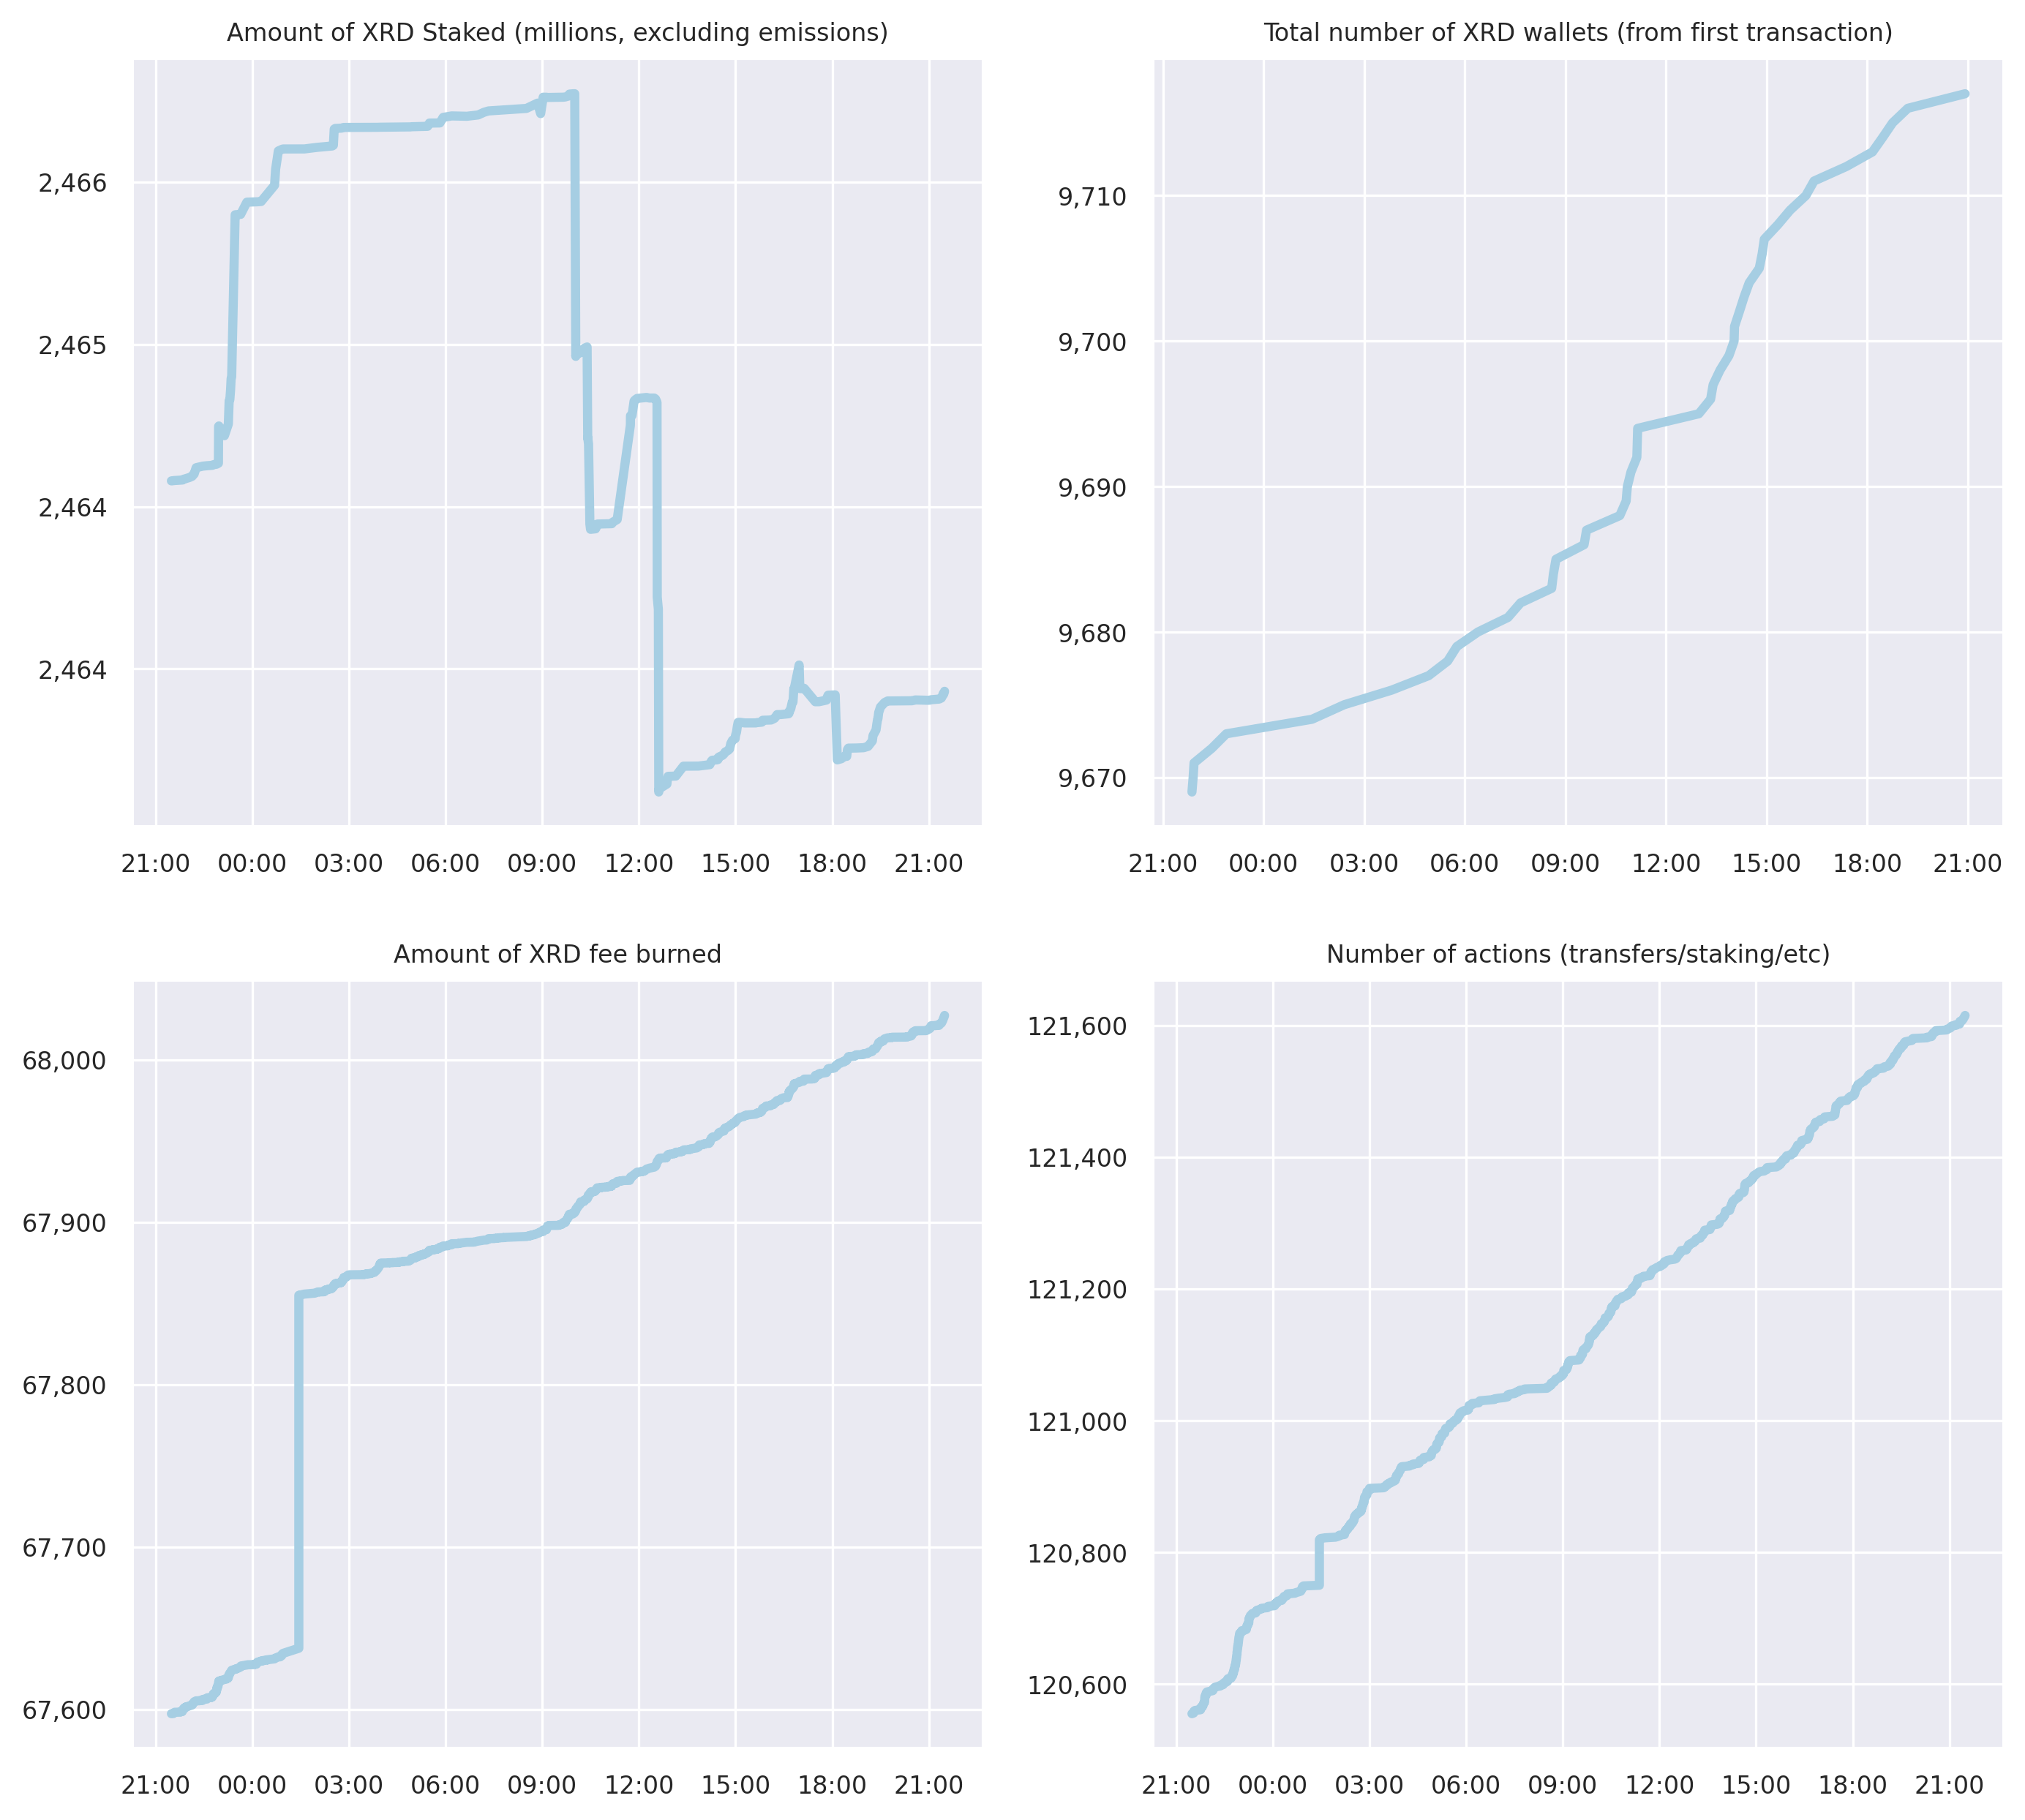 Amount of XRD Staked (millions, excluding emissions)
2,466
2,465
2,464
2,464
21:00 00:00 03:00 06:00 09:00 12:00 15:00 18:00 21:00
Total number of XRD wallets (from first transaction)
9,710
9,700
9,690
9,680
9,670
21:00 00:00 03:00 06:00 09:00 12:00 15:00 18:00 21:00
Amount of XRD fee burned
68,000
67,900
67,800
67,700
67,600
21:00 00:00 03:00 06:00 09:00 12:00 15:00 18:00 21:00
Number of actions (transfers/staking/etc)
121,600
121,400
121,200
121,000
120,800
120,600
21:00 00:00 03:00 06:00 09:00 12:00 15:00 18:00 21:00